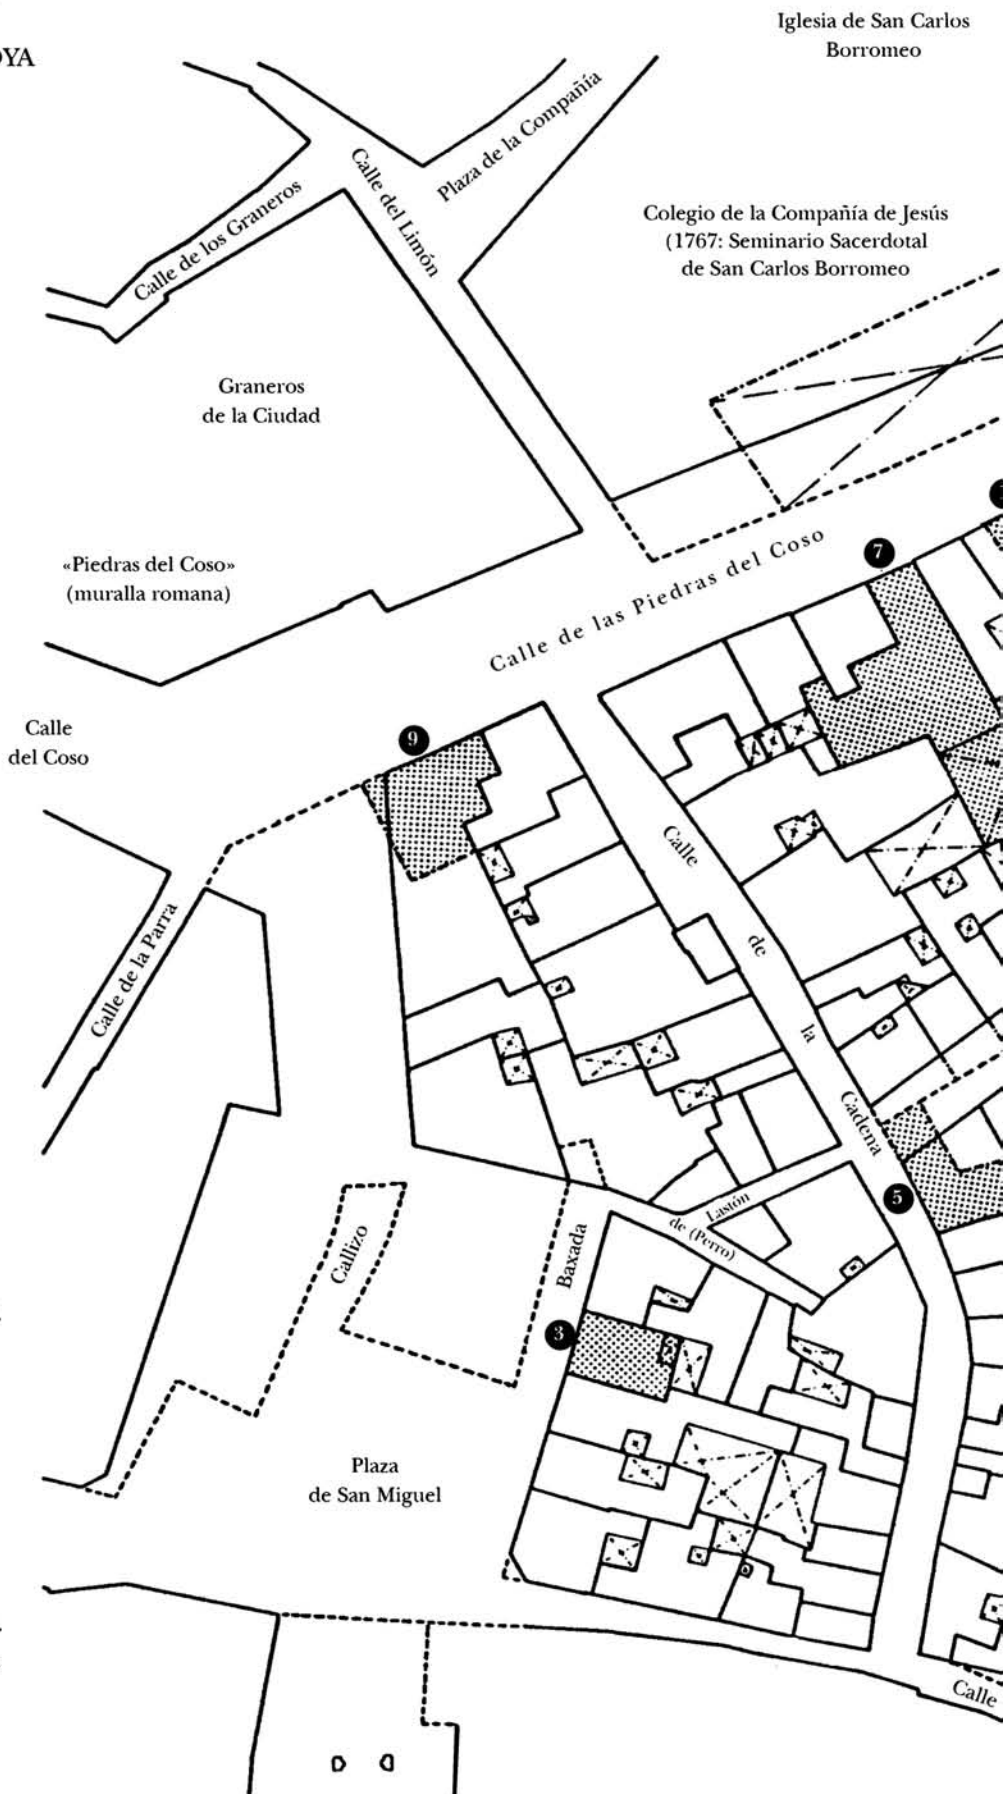 Iglesia de San Carlos
Borromeo
OYA
Plaza de la Compañía
Calle del Limón
Calle de los Graneros
Colegio de la Compañía de Jesús
(1767: Seminario Sacerdotal
de San Carlos Borromeo
Graneros
de la Ciudad
«Piedras del Coso»
(muralla romana)
Calle de las Piedras del Coso
7
Calle
del Coso
9
Calle de la Cadena
Calle de la Parra
5
Lastón
de (Perro)
Callizo
Baxada
3
Plaza
de San Miguel
Calle